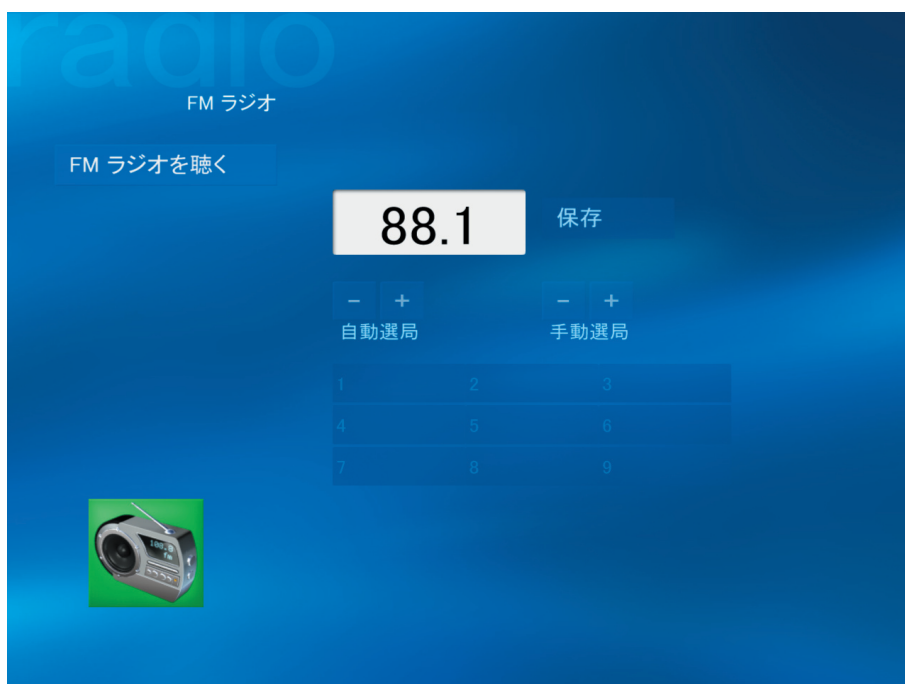 radio
FM ラジオ
FM ラジオを聴く
88.1 保存
− + − +
自動選局 手動選局
1 2 3
4 5 6
7 8 9